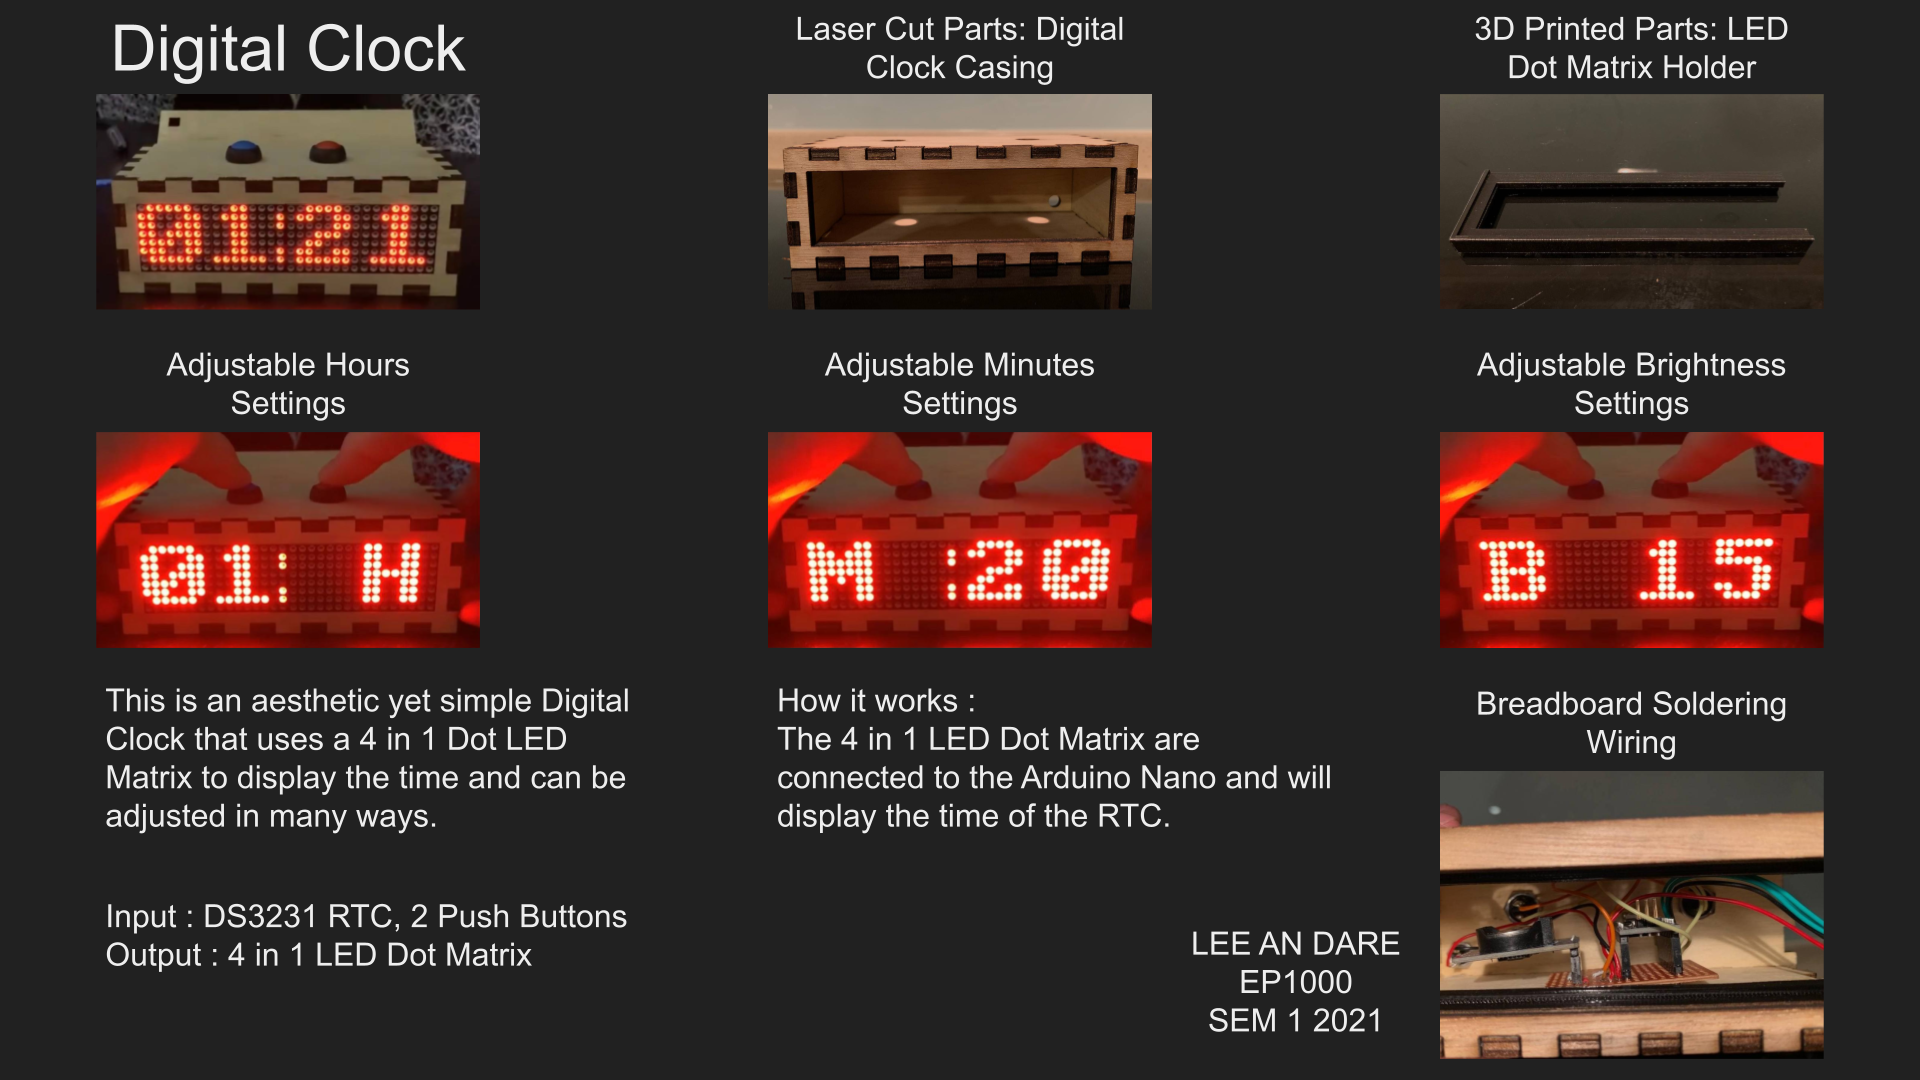 Digital Clock
Laser Cut Parts: Digital
Clock Casing
3D Printed Parts: LED
Dot Matrix Holder
01:21
Adjustable Hours
Settings
Adjustable Minutes
Settings
Adjustable Brightness
Settings
01: H
M :20
B 15
This is an aesthetic yet simple Digital
Clock that uses a 4 in 1 Dot LED
Matrix to display the time and can be
adjusted in many ways.
How it works :
The 4 in 1 LED Dot Matrix are
connected to the Arduino Nano and will
display the time of the RTC.
Breadboard Soldering
Wiring
Input : DS3231 RTC, 2 Push Buttons
Output : 4 in 1 LED Dot Matrix
LEE AN DARE
EP1000
SEM 1 2021